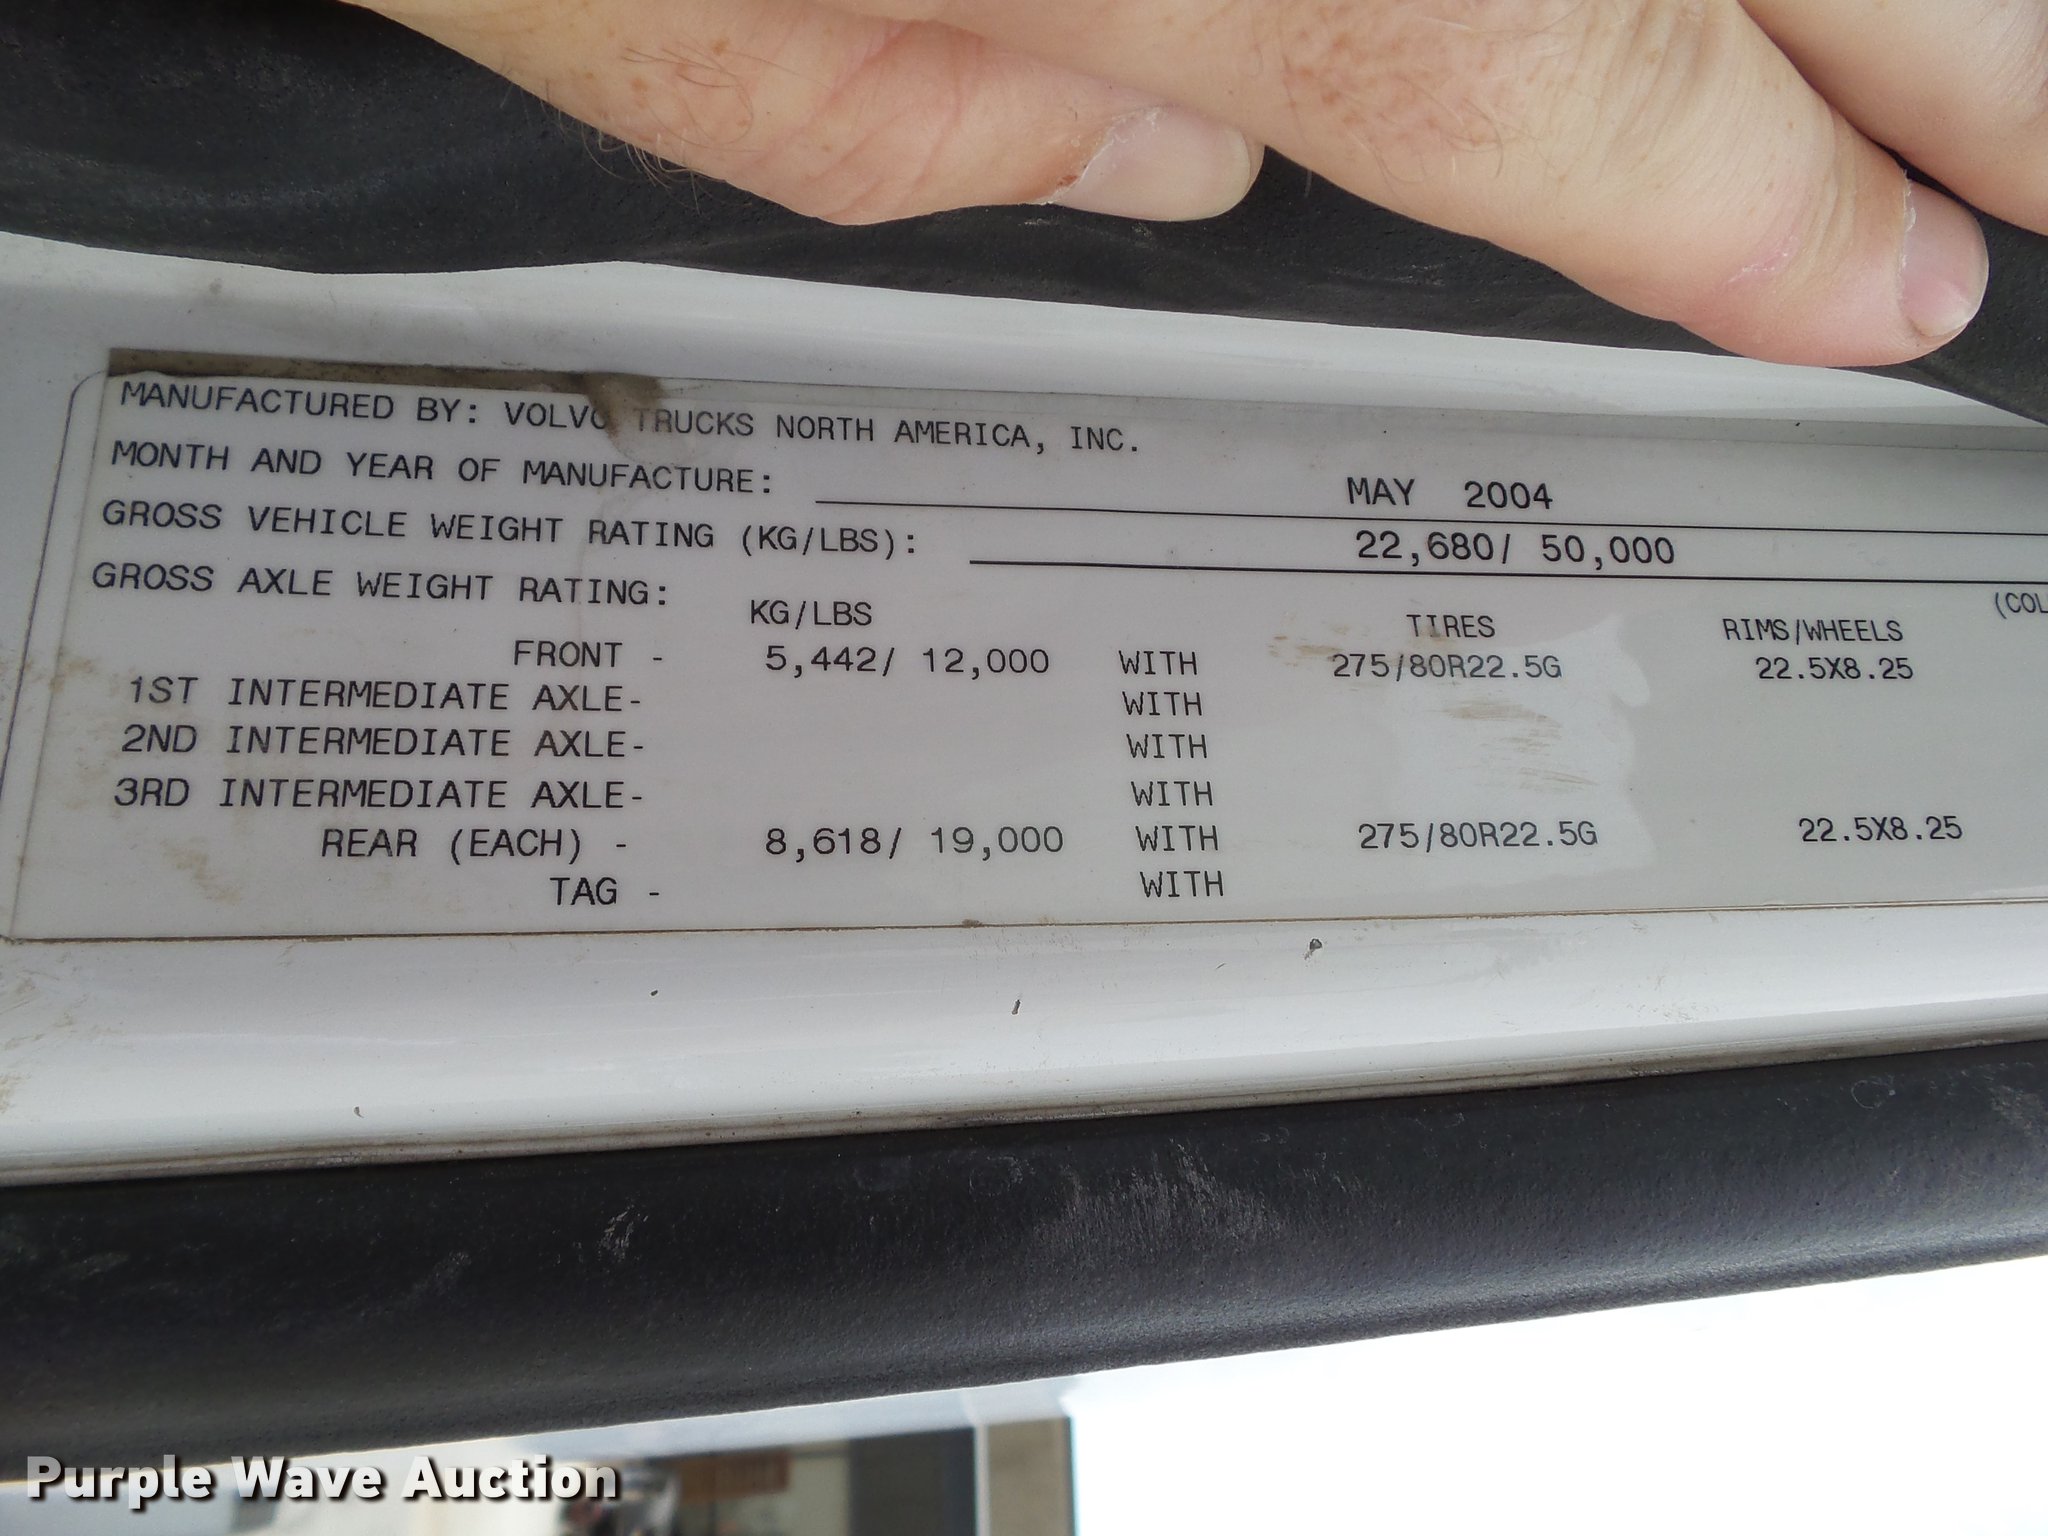 MANUFACTURED BY: VOLVO TRUCKS NORTH AMERICA, INC.
MONTH AND YEAR OF MANUFACTURE: MAY 2004
GROSS VEHICLE WEIGHT RATING (KG/LBS): 22,680/ 50,000
GROSS AXLE WEIGHT RATING:
KG/LBS TIRES RIMS/WHEELS (COL
FRONT - 5,442/ 12,000 WITH 275/80R22.5G 22.5X8.25
1ST INTERMEDIATE AXLE- WITH
2ND INTERMEDIATE AXLE- WITH
3RD INTERMEDIATE AXLE- WITH
REAR (EACH) - 8,618/ 19,000 WITH 275/80R22.5G 22.5X8.25
TAG - WITH
Purple Wave Auction